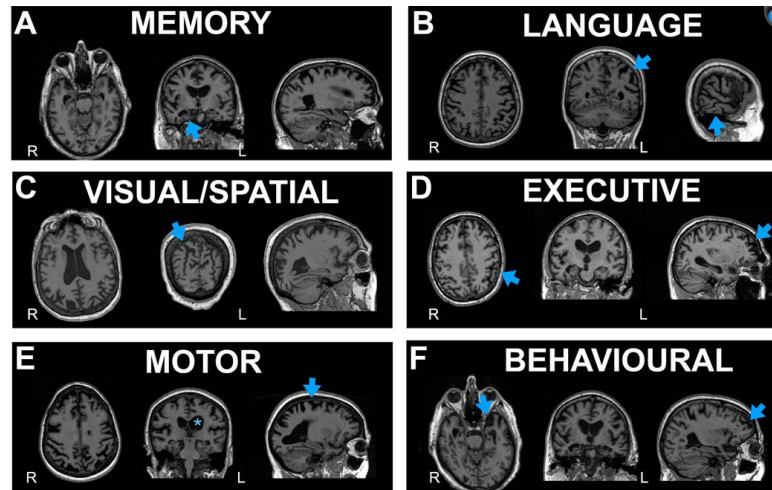 A MEMORY
R L
B LANGUAGE
R L
C VISUAL/SPATIAL
R L
D EXECUTIVE
R L
E MOTOR
*
R L
F BEHAVIOURAL
R L